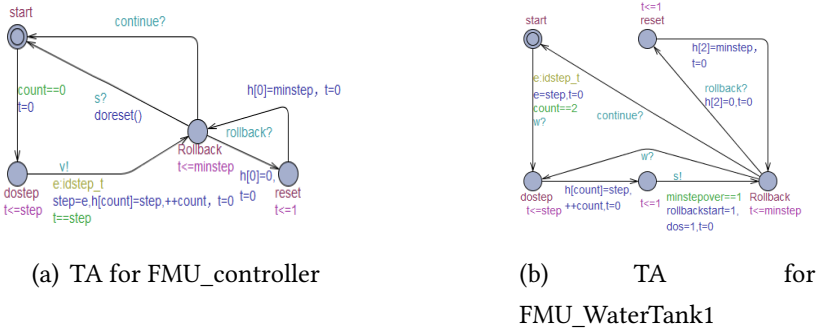 start
continue?
count==0
t=0
s?
doreset()
h[0]=minstep, t=0
rollback?
Rollback
t<=minstep
v!
e:idstep_t
step=e,h[count]=step,++count, t=0
t==step
dostep
t<=step
h[0]=0,
t=0
reset
t<=1
(a) TA for FMU_controller
start
t<=1
reset
h[2]=minstep,
t=0
e:idstep_t
e=step,t=0
count==2
w?
continue?
rollback?
h[2]=0,t=0
w?
s!
dostep
t<=step
h[count]=step,
++count,t=0
t<=1
minstepover==1
rollbackstart=1,
dos=1,t=0
Rollback
t<=minstep
(b) TA for
FMU_WaterTank1